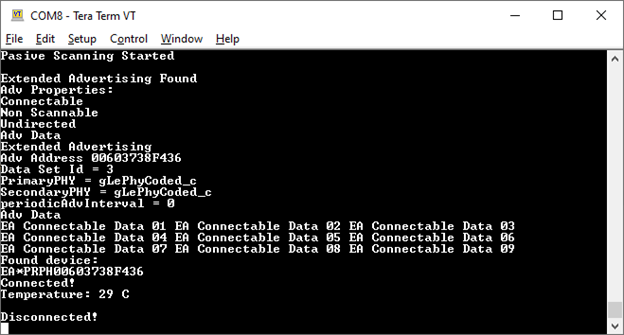 VT
COM8 - Tera Term VT
File Edit Setup Control Window Help
Pasive Scanning Started
Extended Advertising Found
Adv Properties:
Connectable
Non Scannable
Undirected
Adv Data
Extended Advertising
Adv Address 00603738F436
Data Set Id = 3
PrimaryPHY = gLePhyCoded_c
SecondaryPHY = gLePhyCoded_c
periodicAdvInterval = 0
Adv Data
EA Connectable Data 01 EA Connectable Data 02 EA Connectable Data 03
EA Connectable Data 04 EA Connectable Data 05 EA Connectable Data 06
EA Connectable Data 07 EA Connectable Data 08 EA Connectable Data 09
Found device:
EA*PRPH00603738F436
Connected!
Temperature: 29 C
Disconnected!